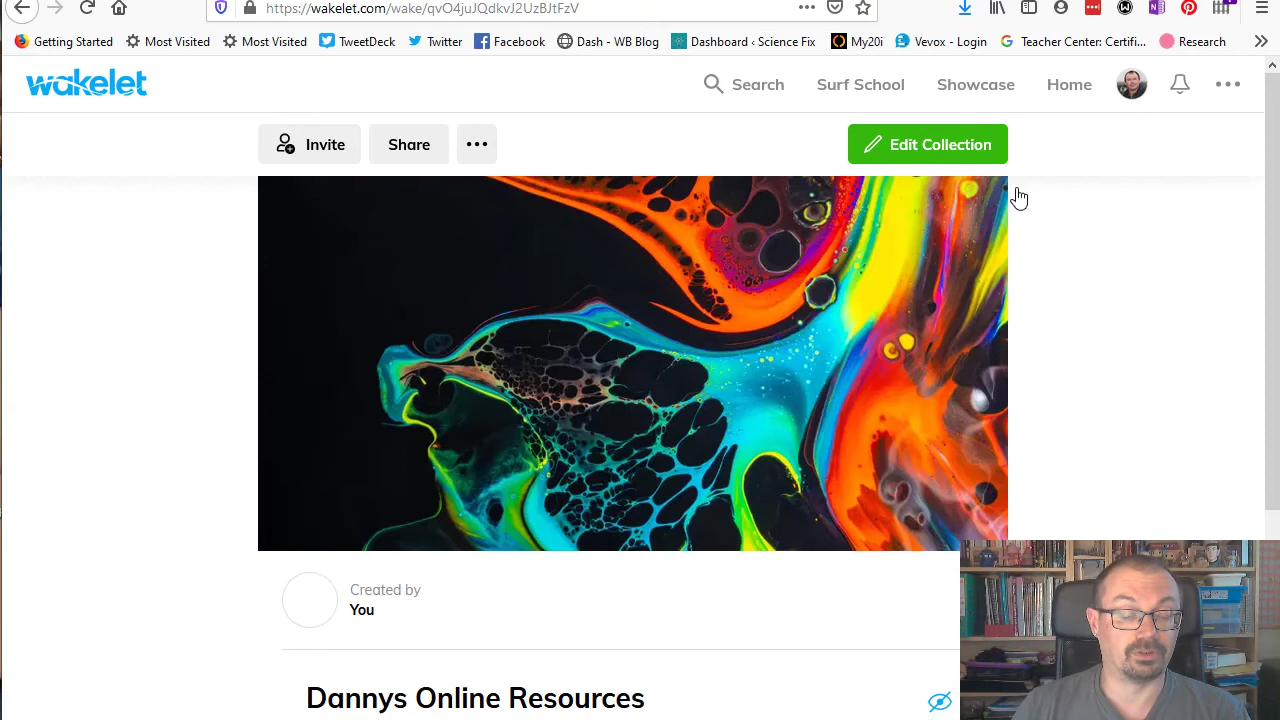 https://wakelet.com/wake/qvO4juJQdkvJ2UzBJtFzV
Getting Started Most Visited Most Visited TweetDeck Twitter Facebook Dash - WB Blog Dashboard ‹ Science Fix My20i Vevox - Login Teacher Center: Certifi... Research
wakelet Search Surf School Showcase Home
Invite Share Edit Collection
Created by
You
Dannys Online Resources